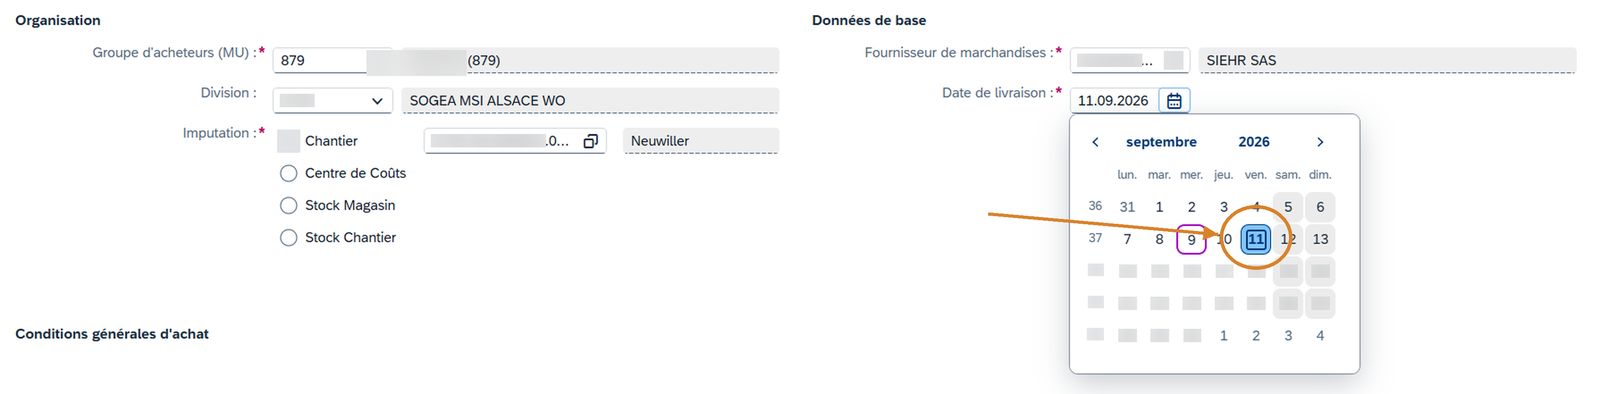 Organisation
Groupe d'acheteurs (MU) :*
879
(879)
Division :
SOGEA MSI ALSACE WO
Imputation :*
Chantier
.0...
Neuwiller
Centre de Coûts
Stock Magasin
Stock Chantier
Conditions générales d'achat
Données de base
Fournisseur de marchandises :*
...
SIEHR SAS
Date de livraison :*
11.09.2026
septembre 2026
lun. mar. mer. jeu. ven. sam. dim.
36 31 1 2 3 4 5 6
37 7 8 9 10 11 12 13
1 2 3 4